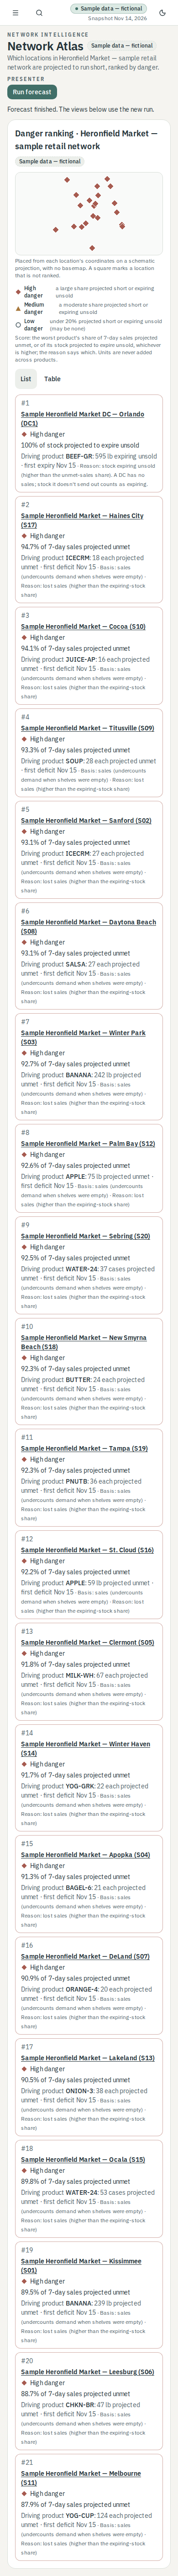 Sample data — fictional
Snapshot Nov 14, 2026
NETWORK INTELLIGENCE
Network Atlas Sample data — fictional
Which locations in Heronfield Market — sample retail
network are projected to run short, ranked by danger.
PRESENTER
Run forecast
Forecast finished. The views below use the new run.
Danger ranking · Heronfield Market —
sample retail network
Sample data — fictional
Placed from each location's coordinates on a schematic
projection, no basemap. A square marks a location that
is not ranked.
High danger a large share projected short or expiring unsold
Medium danger a moderate share projected short or expiring unsold
Low danger under 20% projected short or expiring unsold (may be none)
Score: the worst product's share of 7-day sales projected
unmet, or of its stock projected to expire unsold, whichever
is higher; the reason says which. Units are never added
across products.
List Table
#1
Sample Heronfield Market DC — Orlando
(DC1)
High danger
100% of stock projected to expire unsold
Driving product BEEF-GR: 595 lb expiring unsold
· first expiry Nov 15 · Reason: stock expiring unsold
(higher than the unmet-sales share). A DC has no
sales; stock it doesn't send out counts as expiring.
#2
Sample Heronfield Market — Haines City
(S17)
High danger
94.7% of 7-day sales projected unmet
Driving product ICECRM: 18 each projected
unmet · first deficit Nov 15 · Basis: sales
(undercounts demand when shelves were empty) ·
Reason: lost sales (higher than the expiring-stock
share)
#3
Sample Heronfield Market — Cocoa (S10)
High danger
94.1% of 7-day sales projected unmet
Driving product JUICE-AP: 16 each projected
unmet · first deficit Nov 15 · Basis: sales
(undercounts demand when shelves were empty) ·
Reason: lost sales (higher than the expiring-stock
share)
#4
Sample Heronfield Market — Titusville (S09)
High danger
93.3% of 7-day sales projected unmet
Driving product SOUP: 28 each projected unmet
· first deficit Nov 15 · Basis: sales (undercounts
demand when shelves were empty) · Reason: lost
sales (higher than the expiring-stock share)
#5
Sample Heronfield Market — Sanford (S02)
High danger
93.1% of 7-day sales projected unmet
Driving product ICECRM: 27 each projected
unmet · first deficit Nov 15 · Basis: sales
(undercounts demand when shelves were empty) ·
Reason: lost sales (higher than the expiring-stock
share)
#6
Sample Heronfield Market — Daytona Beach
(S08)
High danger
93.1% of 7-day sales projected unmet
Driving product SALSA: 27 each projected
unmet · first deficit Nov 15 · Basis: sales
(undercounts demand when shelves were empty) ·
Reason: lost sales (higher than the expiring-stock
share)
#7
Sample Heronfield Market — Winter Park
(S03)
High danger
92.7% of 7-day sales projected unmet
Driving product BANANA: 242 lb projected
unmet · first deficit Nov 15 · Basis: sales
(undercounts demand when shelves were empty) ·
Reason: lost sales (higher than the expiring-stock
share)
#8
Sample Heronfield Market — Palm Bay (S12)
High danger
92.6% of 7-day sales projected unmet
Driving product APPLE: 75 lb projected unmet ·
first deficit Nov 15 · Basis: sales (undercounts
demand when shelves were empty) · Reason: lost
sales (higher than the expiring-stock share)
#9
Sample Heronfield Market — Sebring (S20)
High danger
92.5% of 7-day sales projected unmet
Driving product WATER-24: 37 cases projected
unmet · first deficit Nov 15 · Basis: sales
(undercounts demand when shelves were empty) ·
Reason: lost sales (higher than the expiring-stock
share)
#10
Sample Heronfield Market — New Smyrna
Beach (S18)
High danger
92.3% of 7-day sales projected unmet
Driving product BUTTER: 24 each projected
unmet · first deficit Nov 15 · Basis: sales
(undercounts demand when shelves were empty) ·
Reason: lost sales (higher than the expiring-stock
share)
#11
Sample Heronfield Market — Tampa (S19)
High danger
92.3% of 7-day sales projected unmet
Driving product PNUTB: 36 each projected
unmet · first deficit Nov 15 · Basis: sales
(undercounts demand when shelves were empty) ·
Reason: lost sales (higher than the expiring-stock
share)
#12
Sample Heronfield Market — St. Cloud (S16)
High danger
92.2% of 7-day sales projected unmet
Driving product APPLE: 59 lb projected unmet ·
first deficit Nov 15 · Basis: sales (undercounts
demand when shelves were empty) · Reason: lost
sales (higher than the expiring-stock share)
#13
Sample Heronfield Market — Clermont (S05)
High danger
91.8% of 7-day sales projected unmet
Driving product MILK-WH: 67 each projected
unmet · first deficit Nov 15 · Basis: sales
(undercounts demand when shelves were empty) ·
Reason: lost sales (higher than the expiring-stock
share)
#14
Sample Heronfield Market — Winter Haven
(S14)
High danger
91.7% of 7-day sales projected unmet
Driving product YOG-GRK: 22 each projected
unmet · first deficit Nov 15 · Basis: sales
(undercounts demand when shelves were empty) ·
Reason: lost sales (higher than the expiring-stock
share)
#15
Sample Heronfield Market — Apopka (S04)
High danger
91.3% of 7-day sales projected unmet
Driving product BAGEL-6: 21 each projected
unmet · first deficit Nov 15 · Basis: sales
(undercounts demand when shelves were empty) ·
Reason: lost sales (higher than the expiring-stock
share)
#16
Sample Heronfield Market — DeLand (S07)
High danger
90.9% of 7-day sales projected unmet
Driving product ORANGE-4: 20 each projected
unmet · first deficit Nov 15 · Basis: sales
(undercounts demand when shelves were empty) ·
Reason: lost sales (higher than the expiring-stock
share)
#17
Sample Heronfield Market — Lakeland (S13)
High danger
90.5% of 7-day sales projected unmet
Driving product ONION-3: 38 each projected
unmet · first deficit Nov 15 · Basis: sales
(undercounts demand when shelves were empty) ·
Reason: lost sales (higher than the expiring-stock
share)
#18
Sample Heronfield Market — Ocala (S15)
High danger
89.8% of 7-day sales projected unmet
Driving product WATER-24: 53 cases projected
unmet · first deficit Nov 15 · Basis: sales
(undercounts demand when shelves were empty) ·
Reason: lost sales (higher than the expiring-stock
share)
#19
Sample Heronfield Market — Kissimmee
(S01)
High danger
89.5% of 7-day sales projected unmet
Driving product BANANA: 239 lb projected
unmet · first deficit Nov 15 · Basis: sales
(undercounts demand when shelves were empty) ·
Reason: lost sales (higher than the expiring-stock
share)
#20
Sample Heronfield Market — Leesburg (S06)
High danger
88.7% of 7-day sales projected unmet
Driving product CHKN-BR: 47 lb projected
unmet · first deficit Nov 15 · Basis: sales
(undercounts demand when shelves were empty) ·
Reason: lost sales (higher than the expiring-stock
share)
#21
Sample Heronfield Market — Melbourne
(S11)
High danger
87.9% of 7-day sales projected unmet
Driving product YOG-CUP: 124 each projected
unmet · first deficit Nov 15 · Basis: sales
(undercounts demand when shelves were empty) ·
Reason: lost sales (higher than the expiring-stock
share)